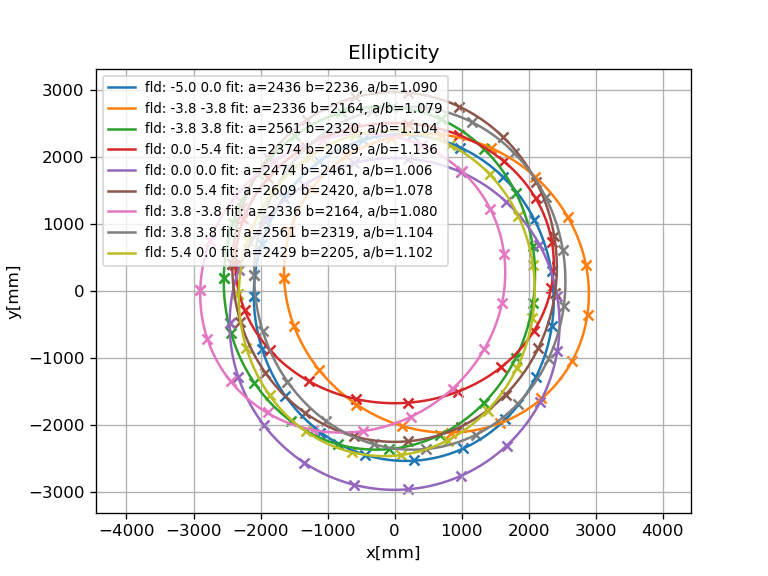 Ellipticity
3000
2000
1000
0
−1000
−2000
−3000
y[mm]
fld: -5.0 0.0 fit: a=2436 b=2236, a/b=1.090
fld: -3.8 -3.8 fit: a=2336 b=2164, a/b=1.079
fld: -3.8 3.8 fit: a=2561 b=2320, a/b=1.104
fld: 0.0 -5.4 fit: a=2374 b=2089, a/b=1.136
fld: 0.0 0.0 fit: a=2474 b=2461, a/b=1.006
fld: 0.0 5.4 fit: a=2609 b=2420, a/b=1.078
fld: 3.8 -3.8 fit: a=2336 b=2164, a/b=1.080
fld: 3.8 3.8 fit: a=2561 b=2319, a/b=1.104
fld: 5.4 0.0 fit: a=2429 b=2205, a/b=1.102
−4000 −3000 −2000 −1000 0 1000 2000 3000 4000
x[mm]